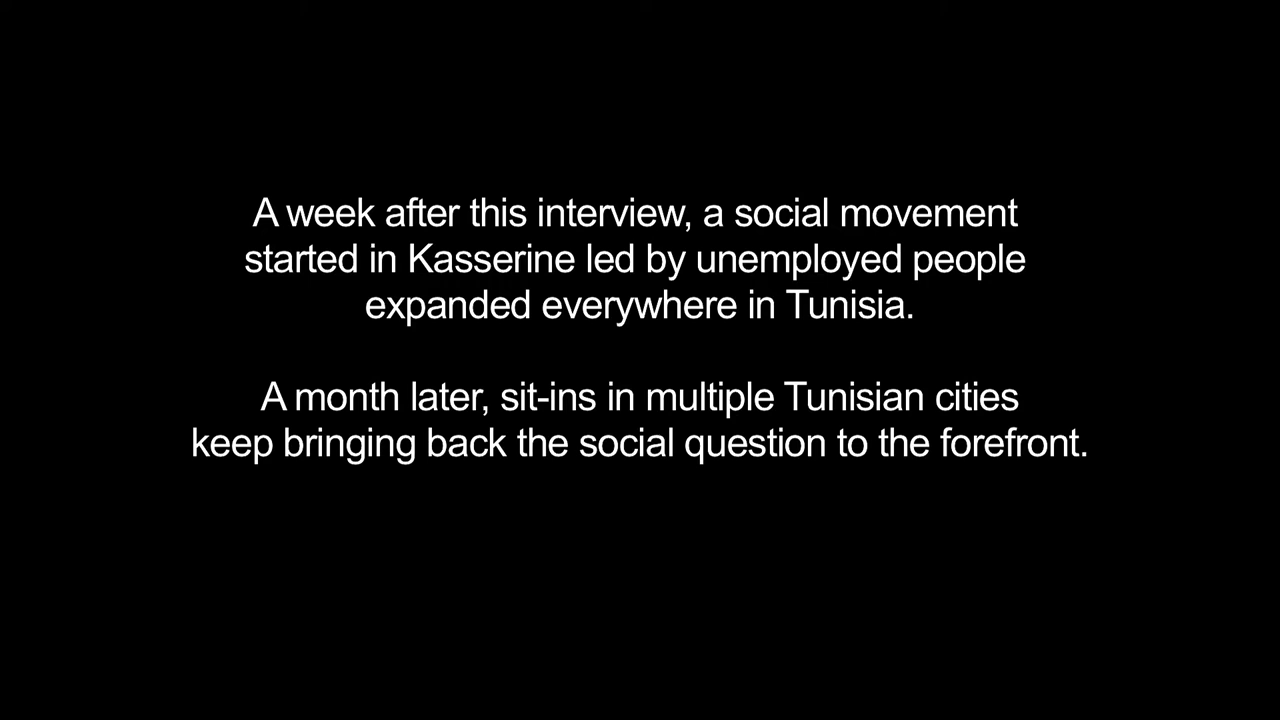 A week after this interview, a social movement
started in Kasserine led by unemployed people
expanded everywhere in Tunisia.
A month later, sit-ins in multiple Tunisian cities
keep bringing back the social question to the forefront.